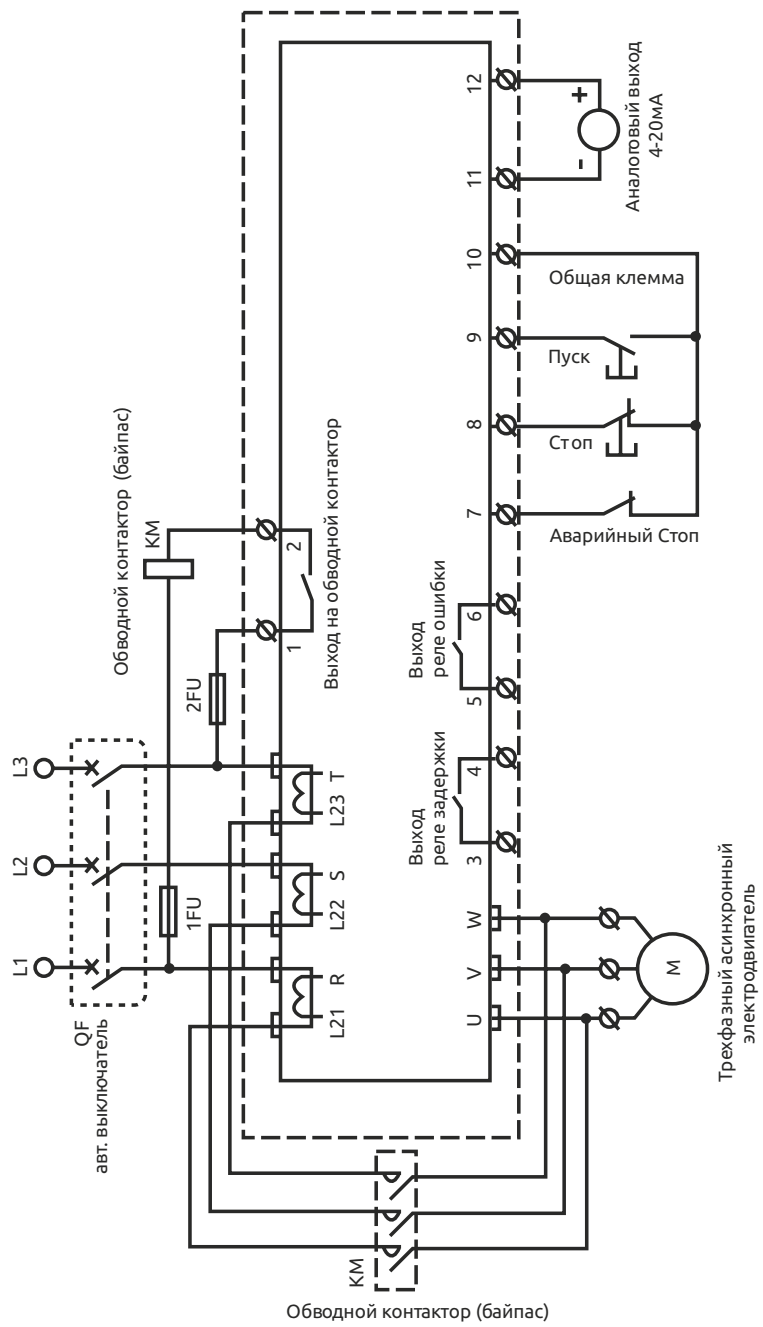 L1
L2
L3
QF
авт. выключатель
1FU
2FU
Обводной контактор (байпас)
KM
L21
R
L22
S
L23
T
1
2
Выход на обводной контактор
U
V
W
3
4
Выход
реле задержки
5
6
Выход
реле ошибки
7
8
9
10
11
12
Аварийный Стоп
Стоп
Пуск
Общая клемма
-
+
Аналоговый выход
4-20мА
M
Трехфазный асинхронный
электродвигатель
KM
Обводной контактор (байпас)